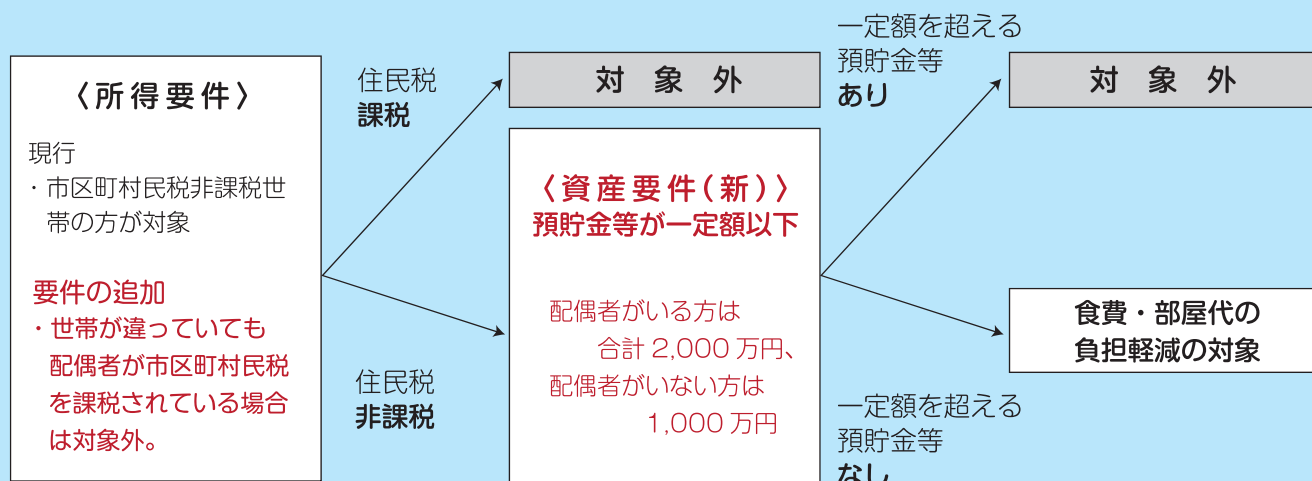 〈所得要件〉
現行
・市区町村民税非課税世
帯の方が対象
要件の追加
・世帯が違っていても
配偶者が市区町村民税
を課税されている場合
は対象外。
住民税
課税
住民税
非課税
対 象 外
〈資産要件(新)〉
預貯金等が一定額以下
配偶者がいる方は
合計 2,000 万円、
配偶者がいない方は
1,000 万円
一定額を超える
預貯金等
あり
一定額を超える
預貯金等
なし
対 象 外
食費・部屋代の
負担軽減の対象